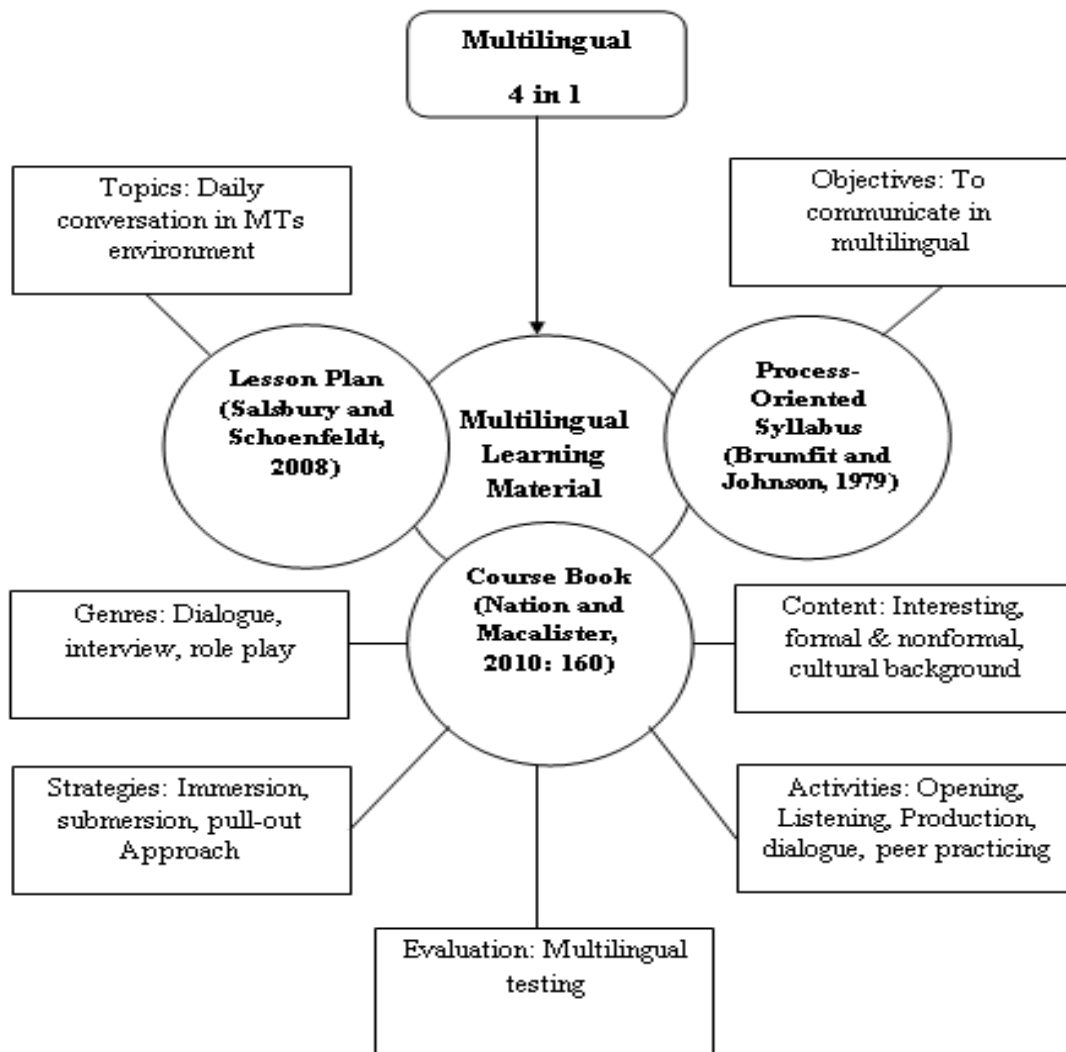 Multilingual
4 in 1
Topics: Daily
conversation in MTs
environment
Objectives: To
communicate in
multilingual
Lesson Plan
(Salsbury and
Schoenfeldt,
2008)
Multilingual
Learning
Material
Process-
Oriented
Syllabus
(Brumfit and
Johnson, 1979)
Course Book
(Nation and
Macalister,
2010: 160)
Genres: Dialogue,
interview, role play
Content: Interesting,
formal & nonformal,
cultural background
Strategies: Immersion,
submersion, pull-out
Approach
Activities: Opening,
Listening, Production,
dialogue, peer practicing
Evaluation: Multilingual
testing